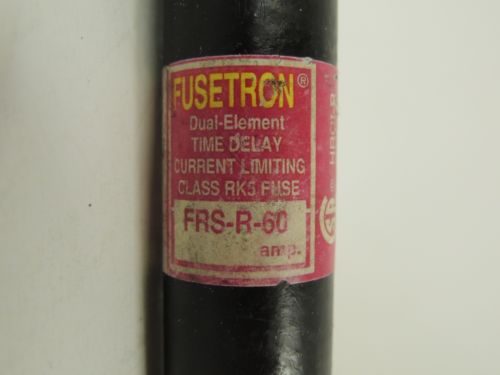 FUSETRON®
Dual-Element
TIME DELAY
CURRENT LIMITING
CLASS RK5 FUSE
FRS-R-60
amp.